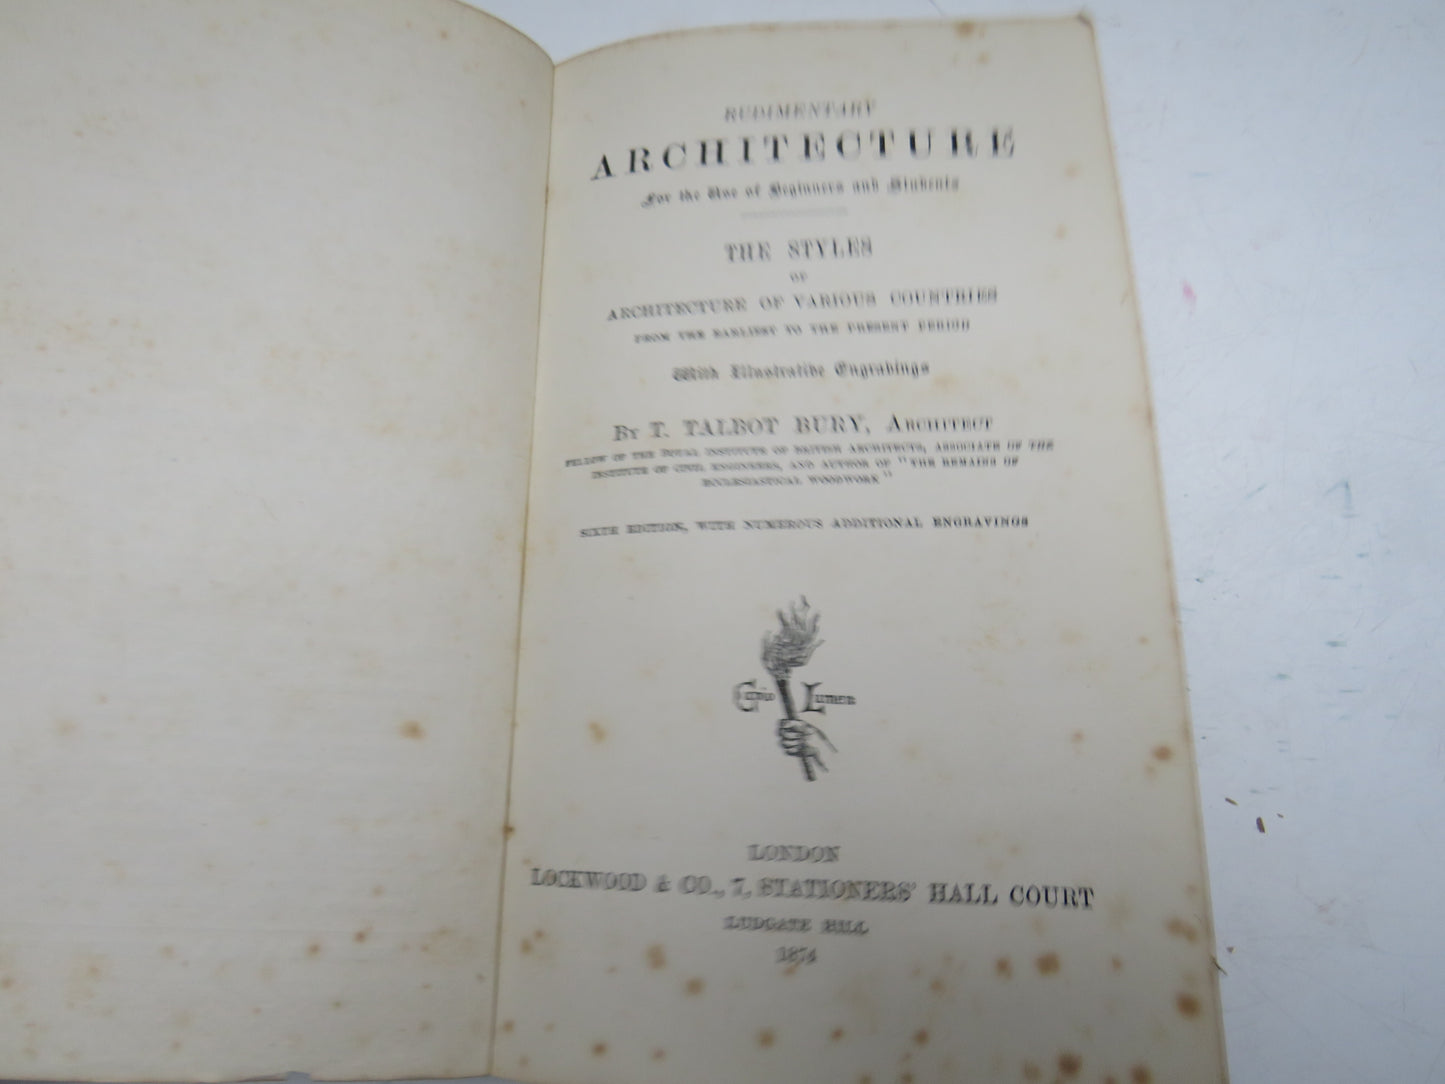 RUDIMENTARY
ARCHITECTURE
For the Use of Beginners and Students
THE STYLES
OF
ARCHITECTURE OF VARIOUS COUNTRIES
FROM THE EARLIEST TO THE PRESENT PERIOD
With Illustrative Engravings
BY T. TALBOT BURY, ARCHITECT
FELLOW OF THE ROYAL INSTITUTE OF BRITISH ARCHITECTS, ASSOCIATE OF THE
INSTITUTE OF CIVIL ENGINEERS, AND AUTHOR OF "THE REMAINS OF
ECCLESIASTICAL WOODWORK"
SIXTH EDITION, WITH NUMEROUS ADDITIONAL ENGRAVINGS
Capio Lumen
LONDON
LOCKWOOD & CO., 7, STATIONERS' HALL COURT
LUDGATE HILL
1874